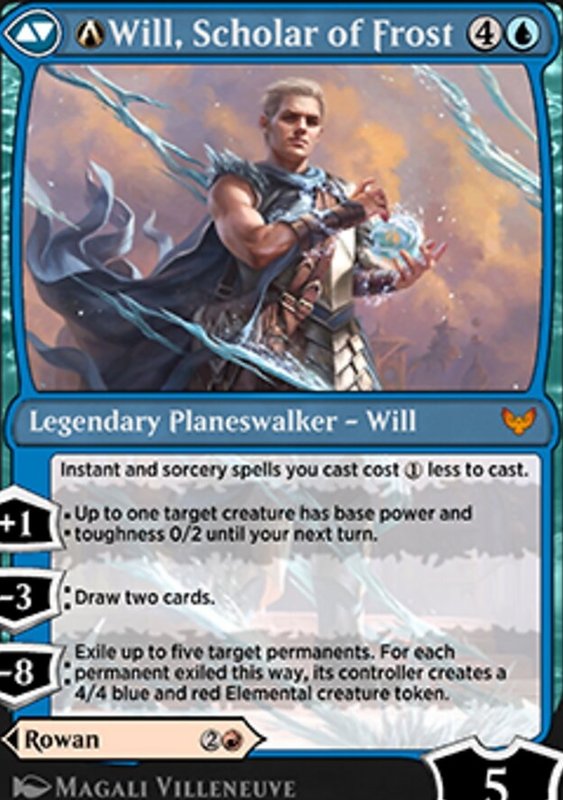 Will, Scholar of Frost 4
Legendary Planeswalker – Will
Instant and sorcery spells you cast cost 1 less to cast.
+1: Up to one target creature has base power and
toughness 0/2 until your next turn.
−3: Draw two cards.
Exile up to five target permanents. For each
−8: permanent exiled this way, its controller creates a
4/4 blue and red Elemental creature token.
Rowan 2
5
MAGALI VILLENEUVE